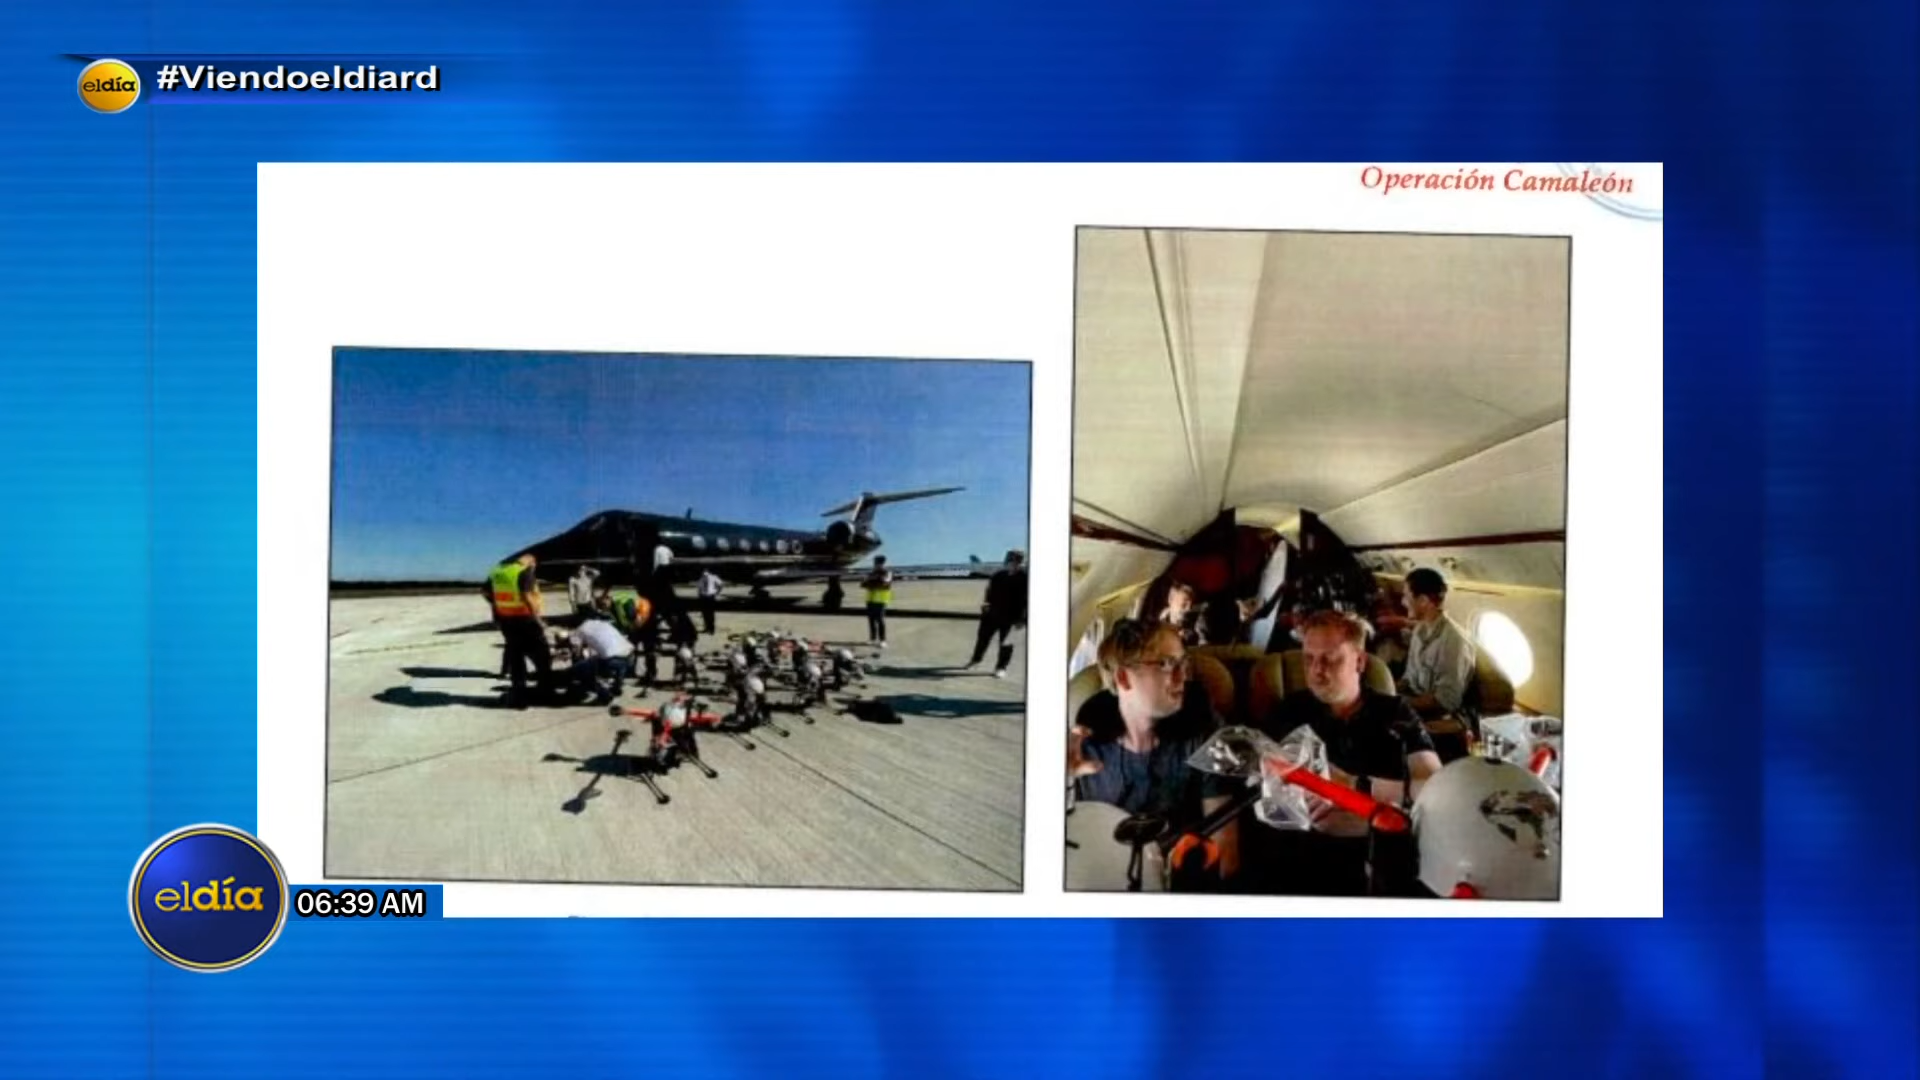 eldía
#Viendoeldiard
Operación Camaleón
eldía
06:39 AM